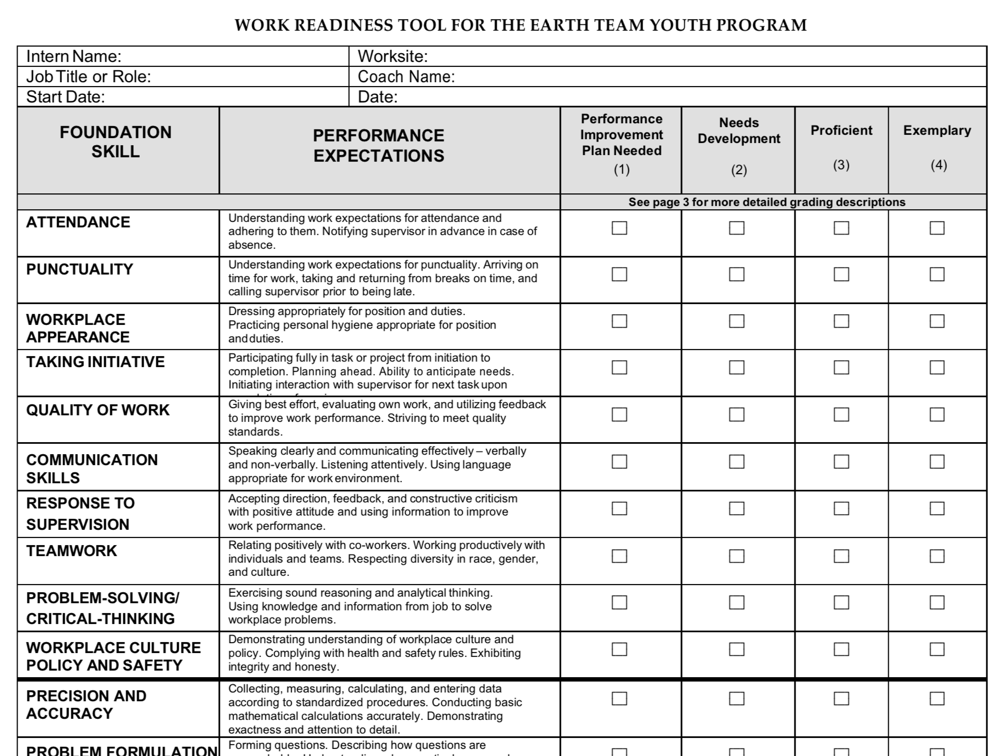 WORK READINESS TOOL FOR THE EARTH TEAM YOUTH PROGRAM
Intern Name:
Worksite:
Job Title or Role:
Coach Name:
Start Date:
Date:
FOUNDATION
SKILL
PERFORMANCE
EXPECTATIONS
Performance
Improvement
Plan Needed
(1)
Needs
Development
(2)
Proficient
(3)
Exemplary
(4)
See page 3 for more detailed grading descriptions
ATTENDANCE
Understanding work expectations for attendance and
adhering to them. Notifying supervisor in advance in case of
absence.
PUNCTUALITY
Understanding work expectations for punctuality. Arriving on
time for work, taking and returning from breaks on time, and
calling supervisor prior to being late.
WORKPLACE
APPEARANCE
Dressing appropriately for position and duties.
Practicing personal hygiene appropriate for position
and duties.
TAKING INITIATIVE
Participating fully in task or project from initiation to
completion. Planning ahead. Ability to anticipate needs.
Initiating interaction with supervisor for next task upon
QUALITY OF WORK
Giving best effort, evaluating own work, and utilizing feedback
to improve work performance. Striving to meet quality
standards.
COMMUNICATION
SKILLS
Speaking clearly and communicating effectively – verbally
and non-verbally. Listening attentively. Using language
appropriate for work environment.
RESPONSE TO
SUPERVISION
Accepting direction, feedback, and constructive criticism
with positive attitude and using information to improve
work performance.
TEAMWORK
Relating positively with co-workers. Working productively with
individuals and teams. Respecting diversity in race, gender,
and culture.
PROBLEM-SOLVING/
CRITICAL-THINKING
Exercising sound reasoning and analytical thinking.
Using knowledge and information from job to solve
workplace problems.
WORKPLACE CULTURE
POLICY AND SAFETY
Demonstrating understanding of workplace culture and
policy. Complying with health and safety rules. Exhibiting
integrity and honesty.
PRECISION AND
ACCURACY
Collecting, measuring, calculating, and entering data
according to standardized procedures. Conducting basic
mathematical calculations accurately. Demonstrating
exactness and attention to detail.
PROBLEM FORMULATION
Forming questions. Describing how questions are